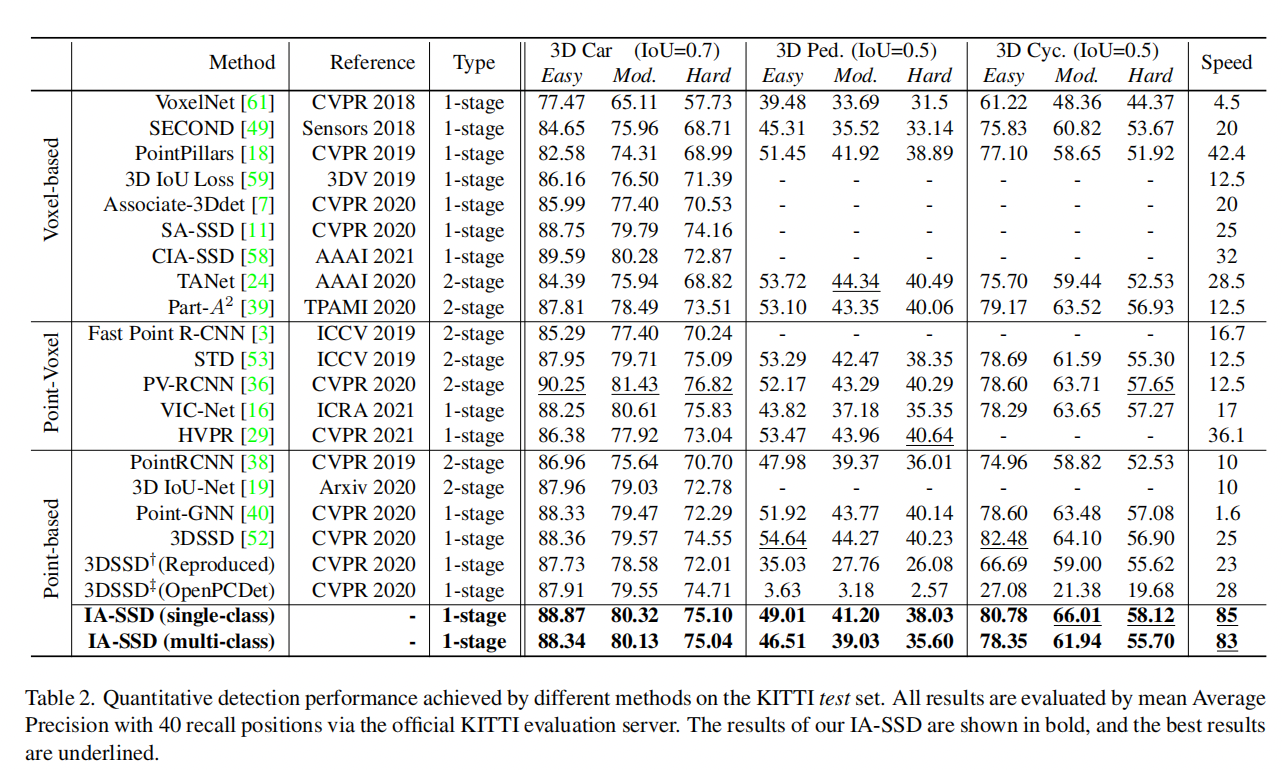 Method Reference Type 3D Car (IoU=0.7) 3D Ped. (IoU=0.5) 3D Cyc. (IoU=0.5) Speed
Easy Mod. Hard Easy Mod. Hard Easy Mod. Hard
Voxel-based
VoxelNet [61] CVPR 2018 1-stage 77.47 65.11 57.73 39.48 33.69 31.5 61.22 48.36 44.37 4.5
SECOND [49] Sensors 2018 1-stage 84.65 75.96 68.71 45.31 35.52 33.14 75.83 60.82 53.67 20
PointPillars [18] CVPR 2019 1-stage 82.58 74.31 68.99 51.45 41.92 38.89 77.10 58.65 51.92 42.4
3D IoU Loss [59] 3DV 2019 1-stage 86.16 76.50 71.39 - - - - - - 12.5
Associate-3Ddet [7] CVPR 2020 1-stage 85.99 77.40 70.53 - - - - - - 20
SA-SSD [11] CVPR 2020 1-stage 88.75 79.79 74.16 - - - - - - 25
CIA-SSD [58] AAAI 2021 1-stage 89.59 80.28 72.87 - - - - - - 32
TANet [24] AAAI 2020 2-stage 84.39 75.94 68.82 53.72 44.34 40.49 75.70 59.44 52.53 28.5
Part-A² [39] TPAMI 2020 2-stage 87.81 78.49 73.51 53.10 43.35 40.06 79.17 63.52 56.93 12.5
Point-Voxel
Fast Point R-CNN [3] ICCV 2019 2-stage 85.29 77.40 70.24 - - - - - - 16.7
STD [53] ICCV 2019 2-stage 87.95 79.71 75.09 53.29 42.47 38.35 78.69 61.59 55.30 12.5
PV-RCNN [36] CVPR 2020 2-stage 90.25 81.43 76.82 52.17 43.29 40.29 78.60 63.71 57.65 12.5
VIC-Net [16] ICRA 2021 1-stage 88.25 80.61 75.83 43.82 37.18 35.35 78.29 63.65 57.27 17
HVPR [29] CVPR 2021 1-stage 86.38 77.92 73.04 53.47 43.96 40.64 - - - 36.1
Point-based
PointRCNN [38] CVPR 2019 2-stage 86.96 75.64 70.70 47.98 39.37 36.01 74.96 58.82 52.53 10
3D IoU-Net [19] Arxiv 2020 2-stage 87.96 79.03 72.78 - - - - - - 10
Point-GNN [40] CVPR 2020 1-stage 88.33 79.47 72.29 51.92 43.77 40.14 78.60 63.48 57.08 1.6
3DSSD [52] CVPR 2020 1-stage 88.36 79.57 74.55 54.64 44.27 40.23 82.48 64.10 56.90 25
3DSSD†(Reproduced) CVPR 2020 1-stage 87.73 78.58 72.01 35.03 27.76 26.08 66.69 59.00 55.62 23
3DSSD‡(OpenPCDet) CVPR 2020 1-stage 87.91 79.55 74.71 3.63 3.18 2.57 27.08 21.38 19.68 28
IA-SSD (single-class) - 1-stage 88.87 80.32 75.10 49.01 41.20 38.03 80.78 66.01 58.12 85
IA-SSD (multi-class) - 1-stage 88.34 80.13 75.04 46.51 39.03 35.60 78.35 61.94 55.70 83
Table 2. Quantitative detection performance achieved by different methods on the KITTI test set. All results are evaluated by mean Average
Precision with 40 recall positions via the official KITTI evaluation server. The results of our IA-SSD are shown in bold, and the best results
are underlined.